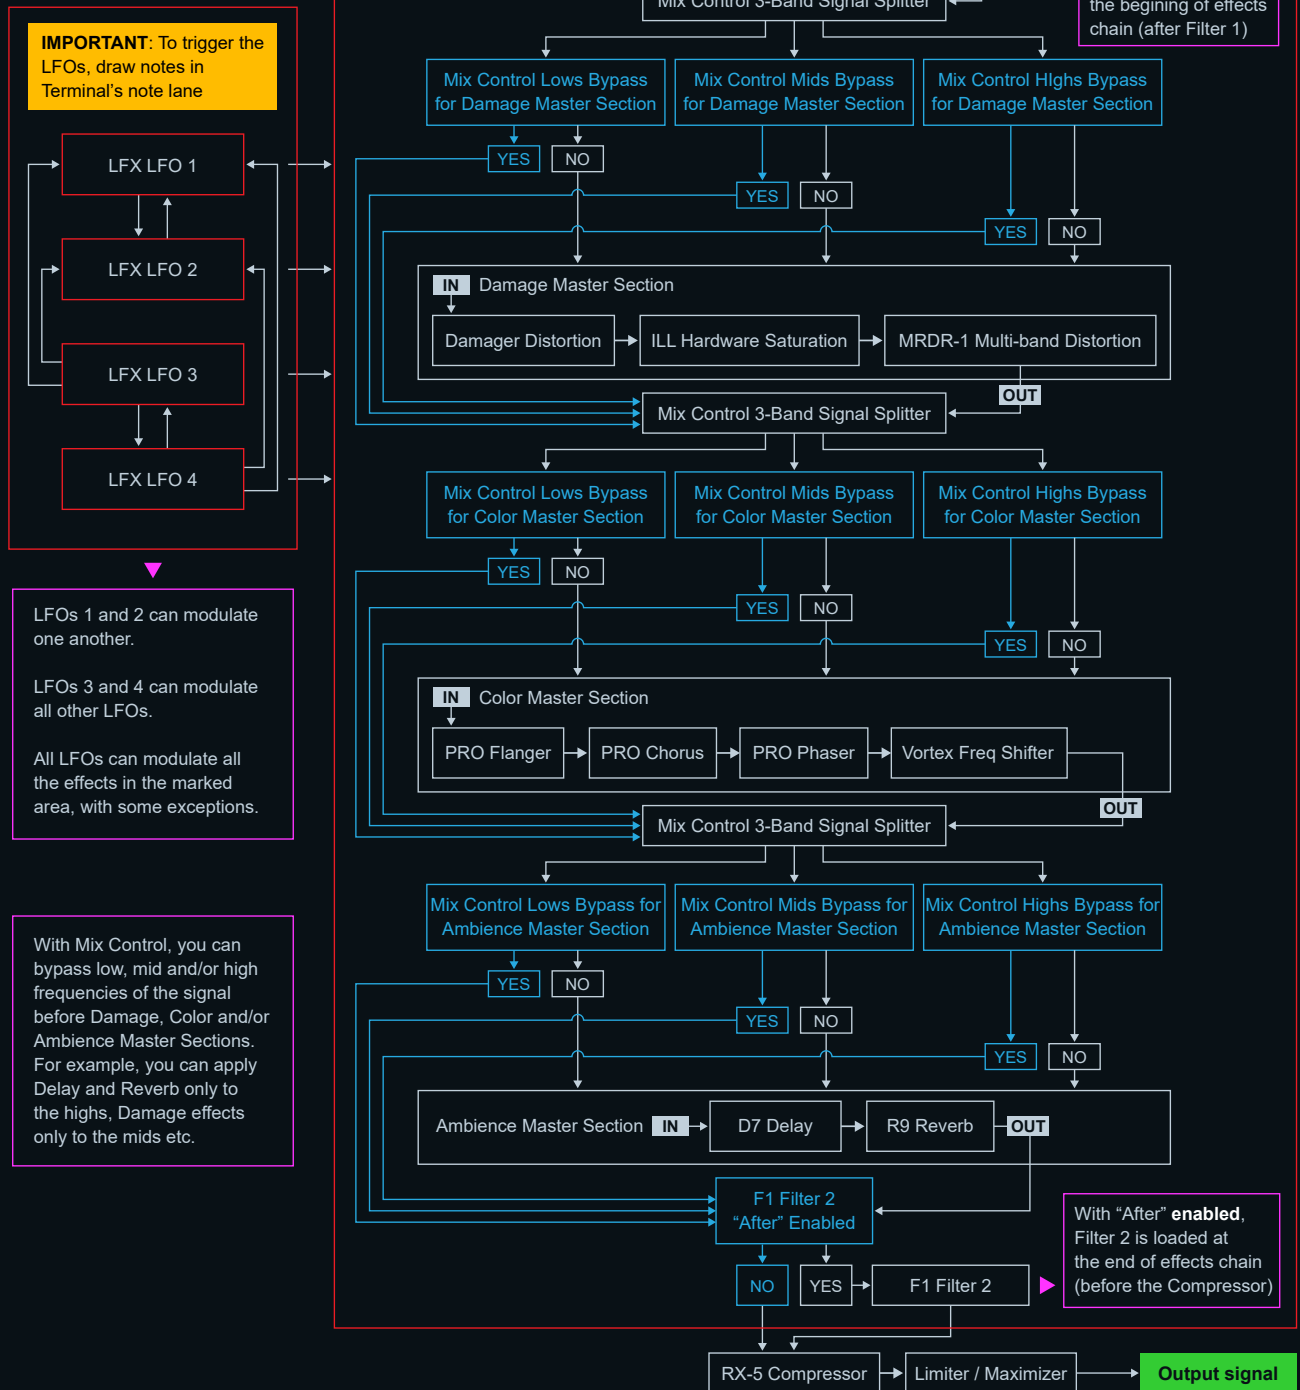 Mix Control 3-Band Signal Splitter
the begining of effects
chain (after Filter 1)
IMPORTANT: To trigger the
LFOs, draw notes in
Terminal's note lane
LFX LFO 1
LFX LFO 2
LFX LFO 3
LFX LFO 4
LFOs 1 and 2 can modulate
one another.
LFOs 3 and 4 can modulate
all other LFOs.
All LFOs can modulate all
the effects in the marked
area, with some exceptions.
With Mix Control, you can
bypass low, mid and/or high
frequencies of the signal
before Damage, Color and/or
Ambience Master Sections.
For example, you can apply
Delay and Reverb only to
the highs, Damage effects
only to the mids etc.
Mix Control Lows Bypass
for Damage Master Section
Mix Control Mids Bypass
for Damage Master Section
Mix Control HIghs Bypass
for Damage Master Section
YES
NO
YES
NO
YES
NO
IN
Damage Master Section
Damager Distortion
ILL Hardware Saturation
MRDR-1 Multi-band Distortion
OUT
Mix Control 3-Band Signal Splitter
Mix Control Lows Bypass
for Color Master Section
Mix Control Mids Bypass
for Color Master Section
Mix Control Highs Bypass
for Color Master Section
YES
NO
YES
NO
YES
NO
IN
Color Master Section
PRO Flanger
PRO Chorus
PRO Phaser
Vortex Freq Shifter
OUT
Mix Control 3-Band Signal Splitter
Mix Control Lows Bypass for
Ambience Master Section
Mix Control Mids Bypass for
Ambience Master Section
Mix Control Highs Bypass for
Ambience Master Section
YES
NO
YES
NO
YES
NO
Ambience Master Section
IN
D7 Delay
R9 Reverb
OUT
F1 Filter 2
“After” Enabled
NO
YES
F1 Filter 2
With “After” enabled,
Filter 2 is loaded at
the end of effects chain
(before the Compressor)
RX-5 Compressor
Limiter / Maximizer
Output signal